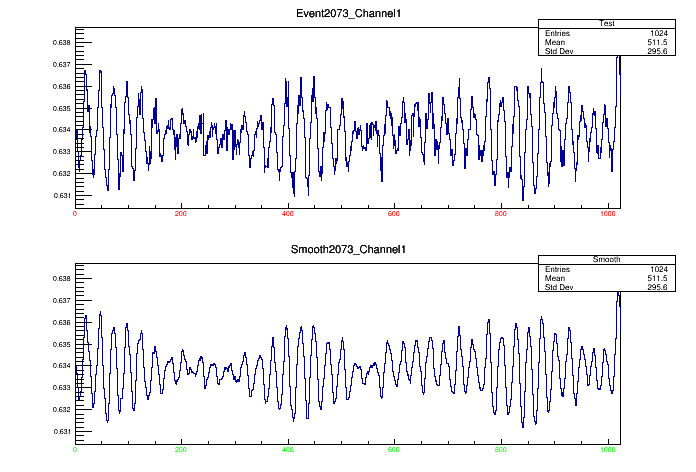 Event2073_Channel1
Test
Entries 1024
Mean 511.5
Std Dev 295.6
0.638
0.637
0.636
0.635
0.634
0.633
0.632
0.631
0 200 400 600 800 1000
Smooth2073_Channel1
Smooth
Entries 1024
Mean 511.5
Std Dev 295.6
0.638
0.637
0.636
0.635
0.634
0.633
0.632
0.631
0 200 400 600 800 1000